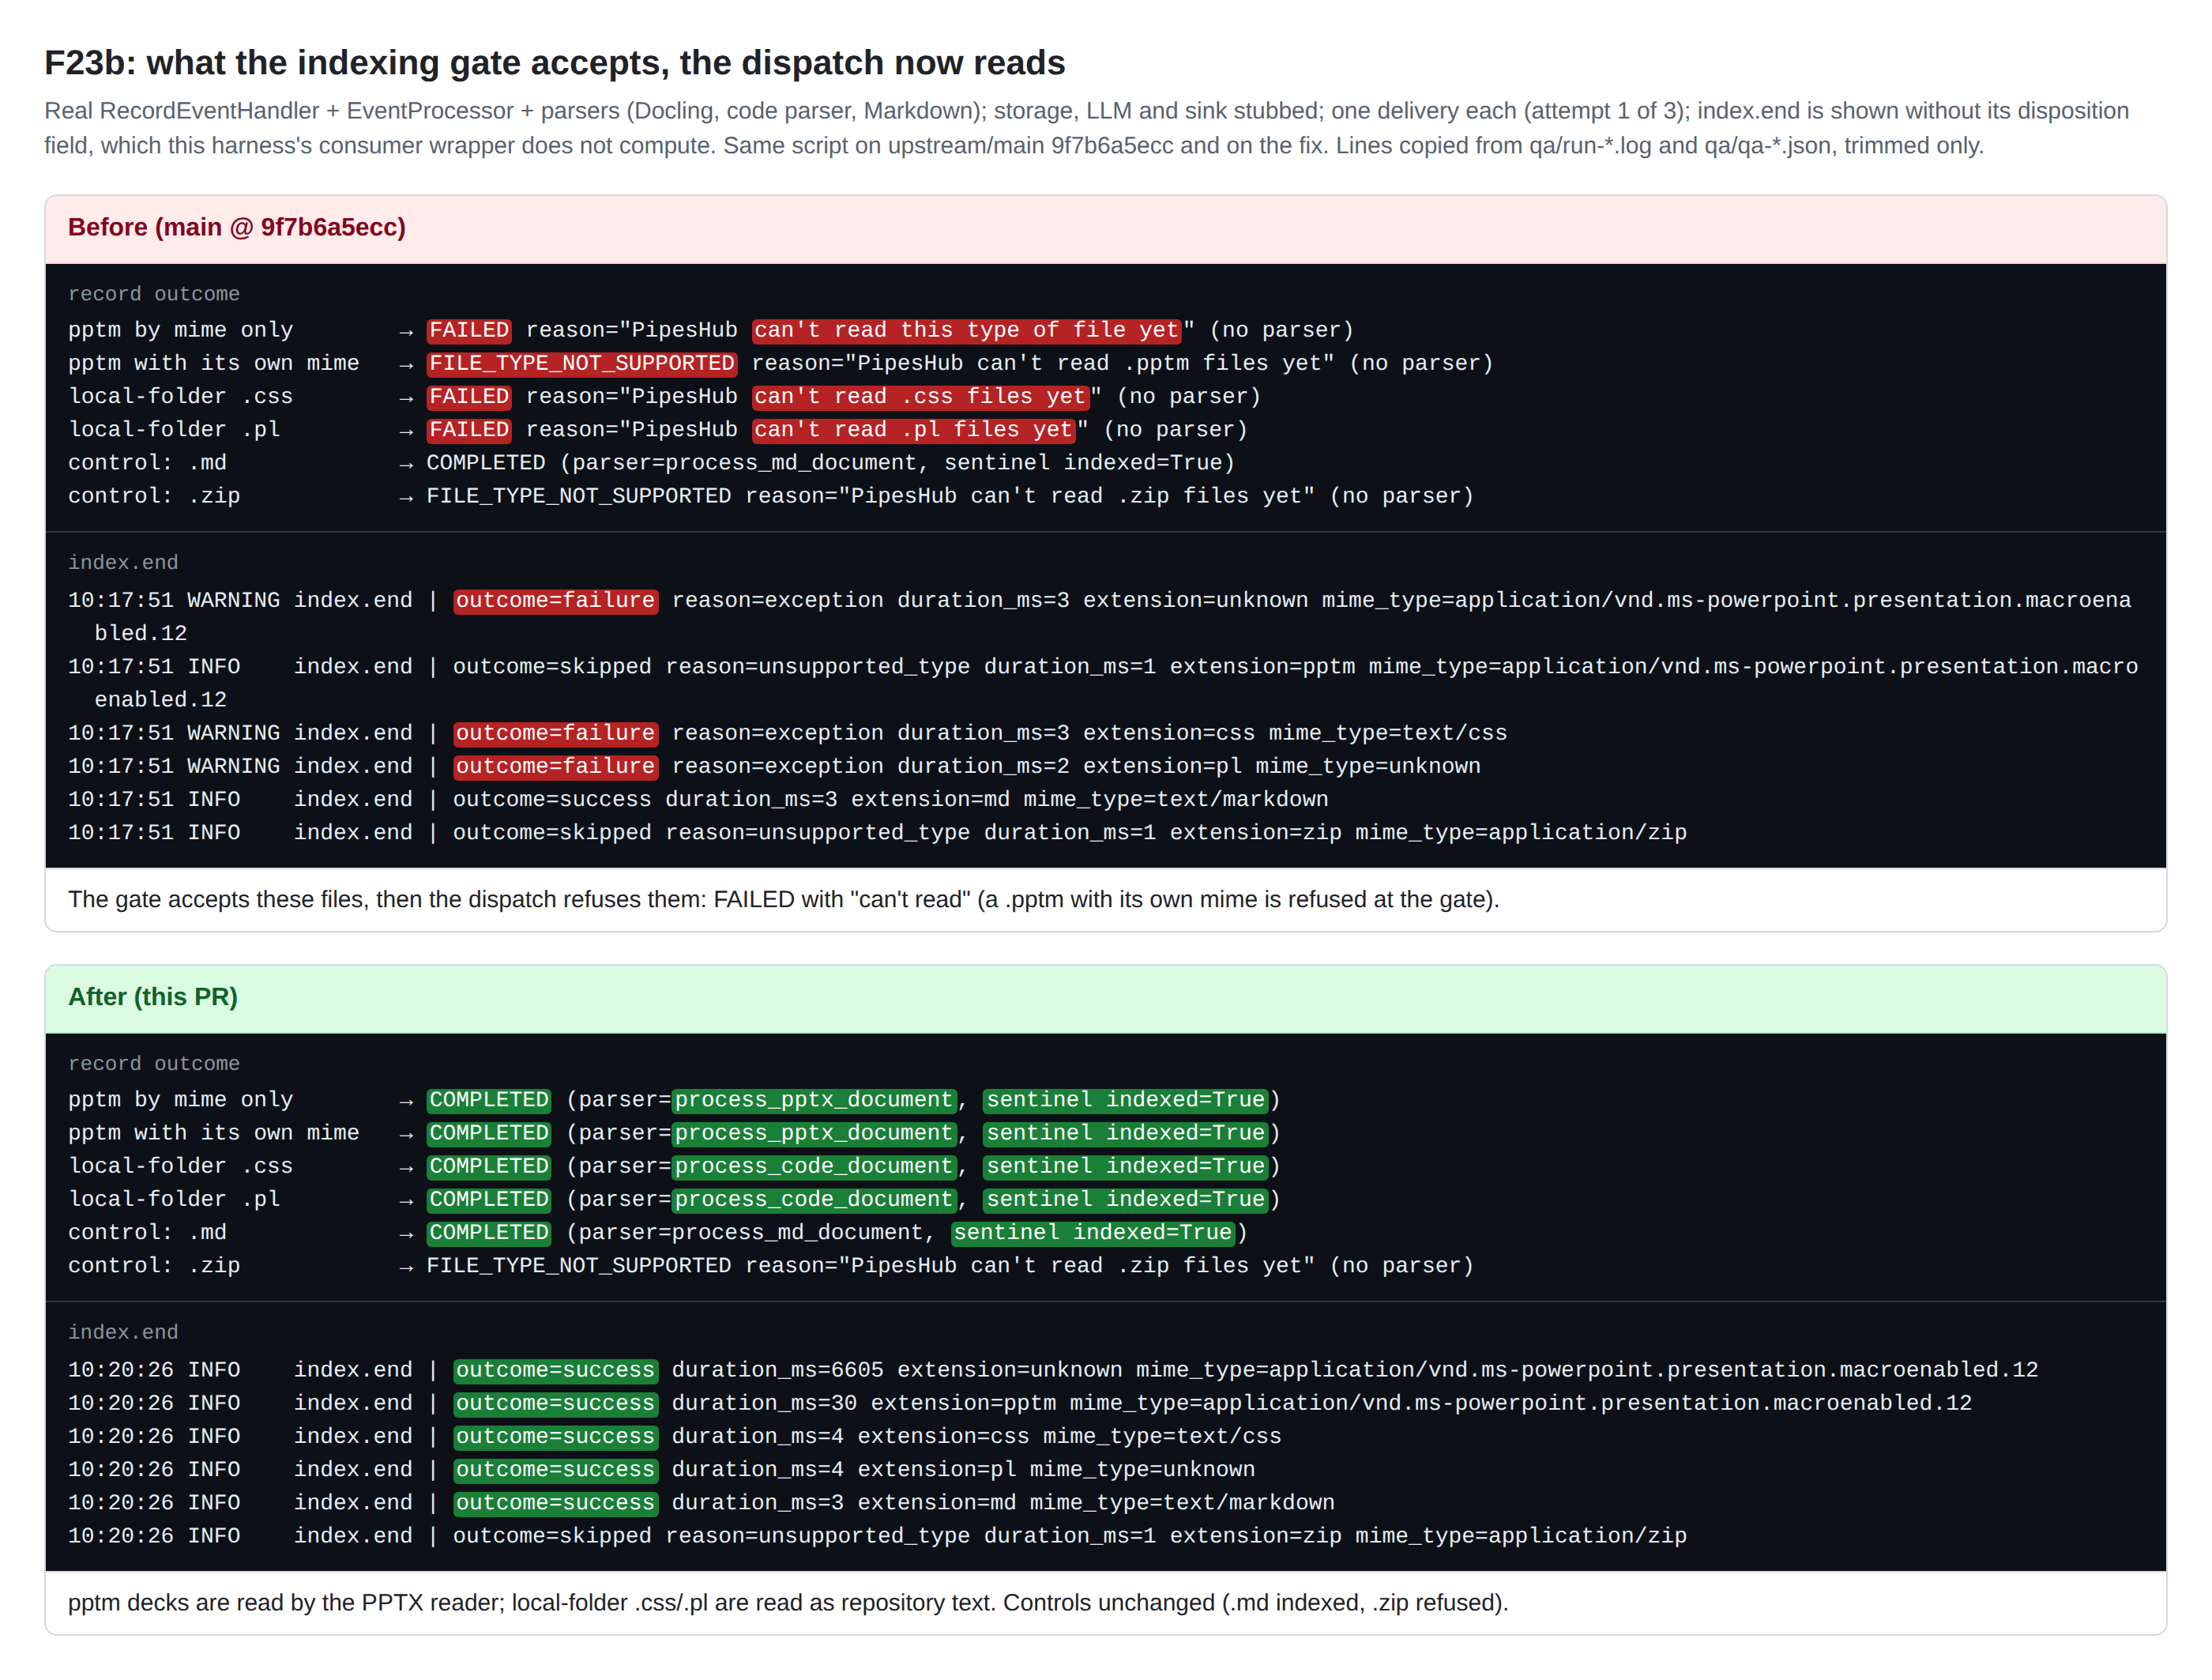 F23b: what the indexing gate accepts, the dispatch now reads
Real RecordEventHandler + EventProcessor + parsers (Docling, code parser, Markdown); storage, LLM and sink stubbed; one delivery each (attempt 1 of 3); index.end is shown without its disposition
field, which this harness's consumer wrapper does not compute. Same script on upstream/main 9f7b6a5ecc and on the fix. Lines copied from qa/run-*.log and qa/qa-*.json, trimmed only.
Before (main @ 9f7b6a5ecc)
record outcome
pptm by mime only → FAILED reason="PipesHub can't read this type of file yet" (no parser)
pptm with its own mime → FILE_TYPE_NOT_SUPPORTED reason="PipesHub can't read .pptm files yet" (no parser)
local-folder .css → FAILED reason="PipesHub can't read .css files yet" (no parser)
local-folder .pl → FAILED reason="PipesHub can't read .pl files yet" (no parser)
control: .md → COMPLETED (parser=process_md_document, sentinel indexed=True)
control: .zip → FILE_TYPE_NOT_SUPPORTED reason="PipesHub can't read .zip files yet" (no parser)
index.end
10:17:51 WARNING index.end | outcome=failure reason=exception duration_ms=3 extension=unknown mime_type=application/vnd.ms-powerpoint.presentation.macroena
bled.12
10:17:51 INFO index.end | outcome=skipped reason=unsupported_type duration_ms=1 extension=pptm mime_type=application/vnd.ms-powerpoint.presentation.macro
enabled.12
10:17:51 WARNING index.end | outcome=failure reason=exception duration_ms=3 extension=css mime_type=text/css
10:17:51 WARNING index.end | outcome=failure reason=exception duration_ms=2 extension=pl mime_type=unknown
10:17:51 INFO index.end | outcome=success duration_ms=3 extension=md mime_type=text/markdown
10:17:51 INFO index.end | outcome=skipped reason=unsupported_type duration_ms=1 extension=zip mime_type=application/zip
The gate accepts these files, then the dispatch refuses them: FAILED with "can't read" (a .pptm with its own mime is refused at the gate).
After (this PR)
record outcome
pptm by mime only → COMPLETED (parser=process_pptx_document, sentinel indexed=True)
pptm with its own mime → COMPLETED (parser=process_pptx_document, sentinel indexed=True)
local-folder .css → COMPLETED (parser=process_code_document, sentinel indexed=True)
local-folder .pl → COMPLETED (parser=process_code_document, sentinel indexed=True)
control: .md → COMPLETED (parser=process_md_document, sentinel indexed=True)
control: .zip → FILE_TYPE_NOT_SUPPORTED reason="PipesHub can't read .zip files yet" (no parser)
index.end
10:20:26 INFO index.end | outcome=success duration_ms=6605 extension=unknown mime_type=application/vnd.ms-powerpoint.presentation.macroenabled.12
10:20:26 INFO index.end | outcome=success duration_ms=30 extension=pptm mime_type=application/vnd.ms-powerpoint.presentation.macroenabled.12
10:20:26 INFO index.end | outcome=success duration_ms=4 extension=css mime_type=text/css
10:20:26 INFO index.end | outcome=success duration_ms=4 extension=pl mime_type=unknown
10:20:26 INFO index.end | outcome=success duration_ms=3 extension=md mime_type=text/markdown
10:20:26 INFO index.end | outcome=skipped reason=unsupported_type duration_ms=1 extension=zip mime_type=application/zip
pptm decks are read by the PPTX reader; local-folder .css/.pl are read as repository text. Controls unchanged (.md indexed, .zip refused).